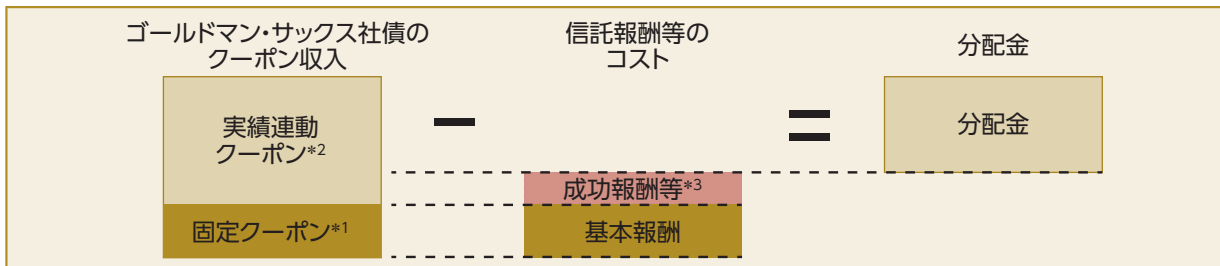 ゴールドマン・サックス社債の
クーポン収入
信託報酬等の
コスト
分配金
実績連動
クーポン*2
ー
＝
分配金
成功報酬等*3
固定クーポン*1
基本報酬